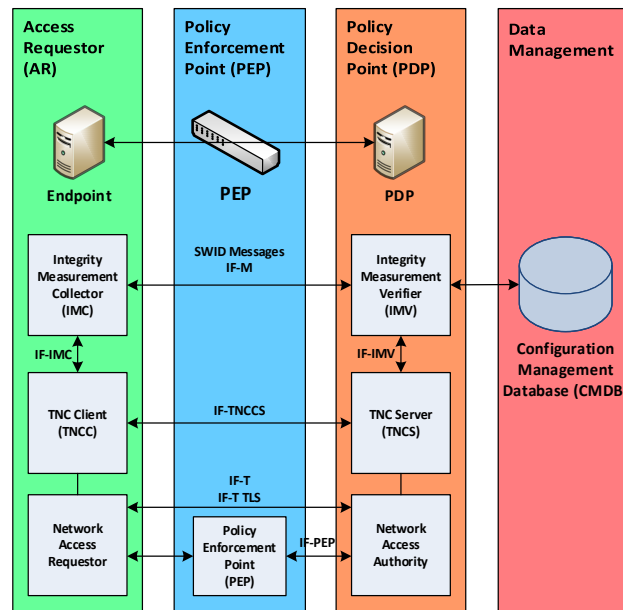 Access
Requestor
(AR)
Policy
Enforcement
Point (PEP)
Policy
Decision
Point (PDP)
Data
Management
Endpoint
PEP
PDP
Integrity
Measurement
Collector
(IMC)
SWID Messages
IF-M
Integrity
Measurement
Verifier
(IMV)
IF-IMC
IF-IMV
Configuration
Management
Database (CMDB)
TNC Client
(TNCC)
IF-TNCCS
TNC Server
(TNCS)
IF-T
IF-T TLS
Network
Access
Requestor
Policy
Enforcement
Point
(PEP)
IF-PEP
Network
Access
Authority